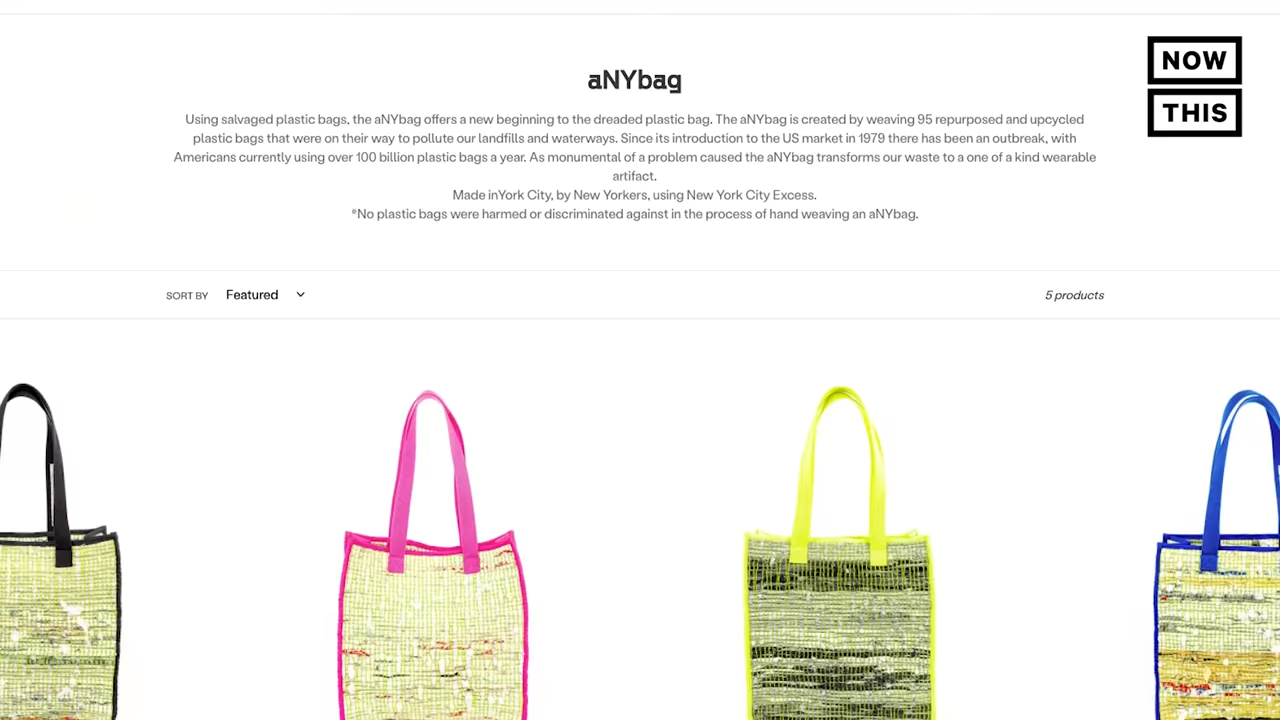 NOW
THIS
aNYbag
Using salvaged plastic bags, the aNYbag offers a new beginning to the dreaded plastic bag. The aNYbag is created by weaving 95 repurposed and upcycled
plastic bags that were on their way to pollute our landfills and waterways. Since its introduction to the US market in 1979 there has been an outbreak, with
Americans currently using over 100 billion plastic bags a year. As monumental of a problem caused the aNYbag transforms our waste to a one of a kind wearable
artifact.
Made inYork City, by New Yorkers, using New York City Excess.
*No plastic bags were harmed or discriminated against in the process of hand weaving an aNYbag.
SORT BY Featured
5 products